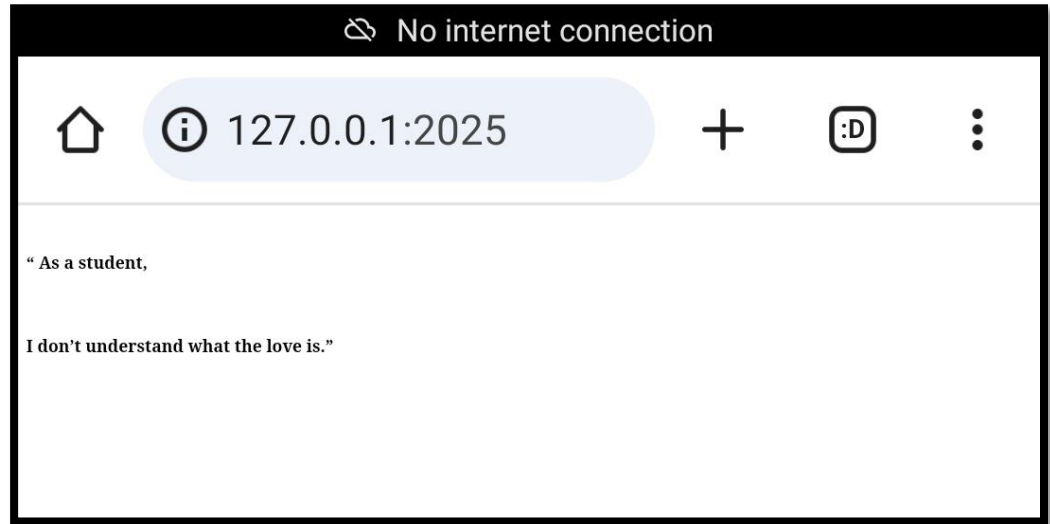 No internet connection
127.0.0.1:2025
:D
“ As a student,
I don’t understand what the love is.”